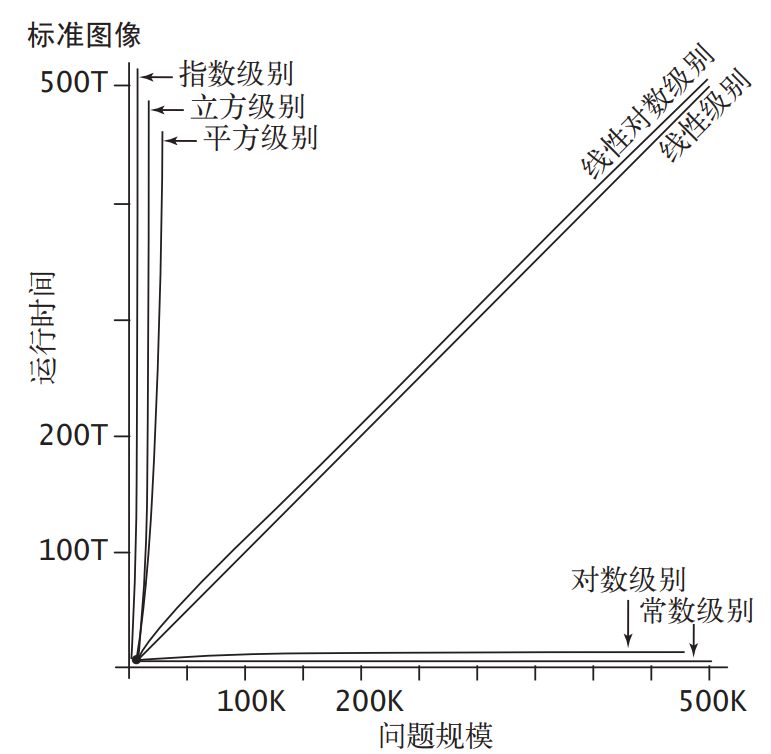 标准图像
500T
指数级别
立方级别
平方级别
线性对数级别
线性级别
运行时间
200T
100T
对数级别
常数级别
100K
200K
500K
问题规模